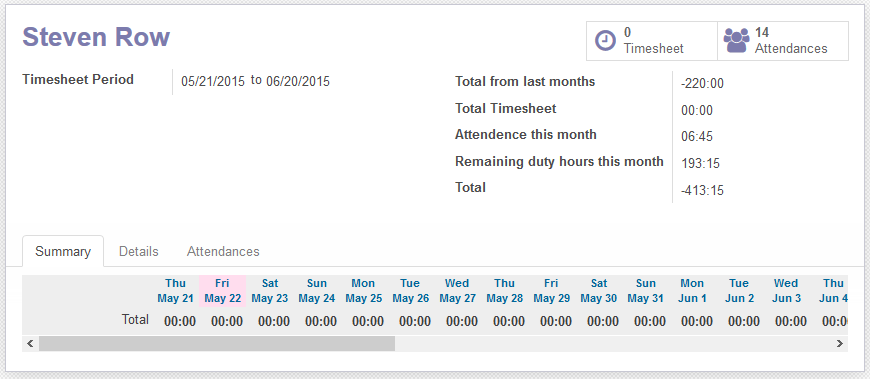 Steven Row
0
Timesheet
14
Attendances
Timesheet Period 05/21/2015 to 06/20/2015
Total from last months -220:00
Total Timesheet 00:00
Attendence this month 06:45
Remaining duty hours this month 193:15
Total -413:15
Summary Details Attendances
Thu Fri Sat Sun Mon Tue Wed Thu Fri Sat Sun Mon Tue Wed Thu
May 21 May 22 May 23 May 24 May 25 May 26 May 27 May 28 May 29 May 30 May 31 Jun 1 Jun 2 Jun 3 Jun 4
Total 00:00 00:00 00:00 00:00 00:00 00:00 00:00 00:00 00:00 00:00 00:00 00:00 00:00 00:00 00:0